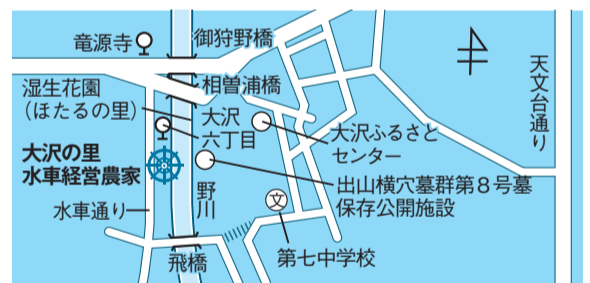 竜源寺
御狩野橋
天文台通り
湿生花園
（ほたるの里）
相曽浦橋
大沢
六丁目
大沢ふるさと
センター
大沢の里
水車経営農家
野川
出山横穴墓群第８号墓
保存公開施設
水車通り
文
飛橋
第七中学校